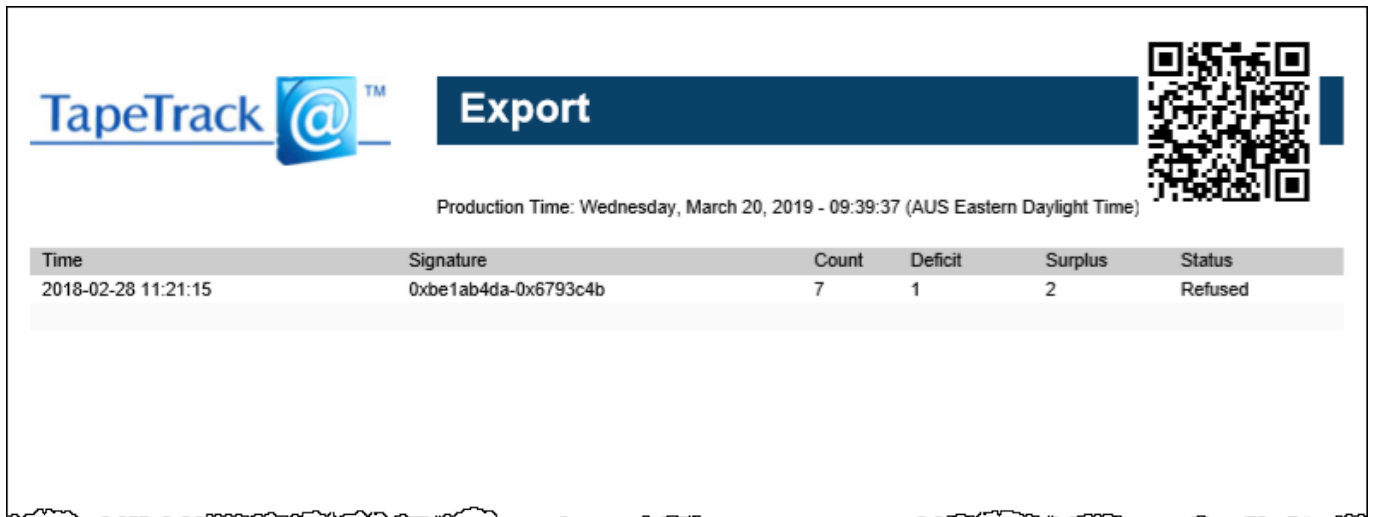 TapeTrack @ ™
Export
Production Time: Wednesday, March 20, 2019 - 09:39:37 (AUS Eastern Daylight Time)
Time Signature Count Deficit Surplus Status
2018-02-28 11:21:15 0xbe1ab4da-0x6793c4b 7 1 2 Refused